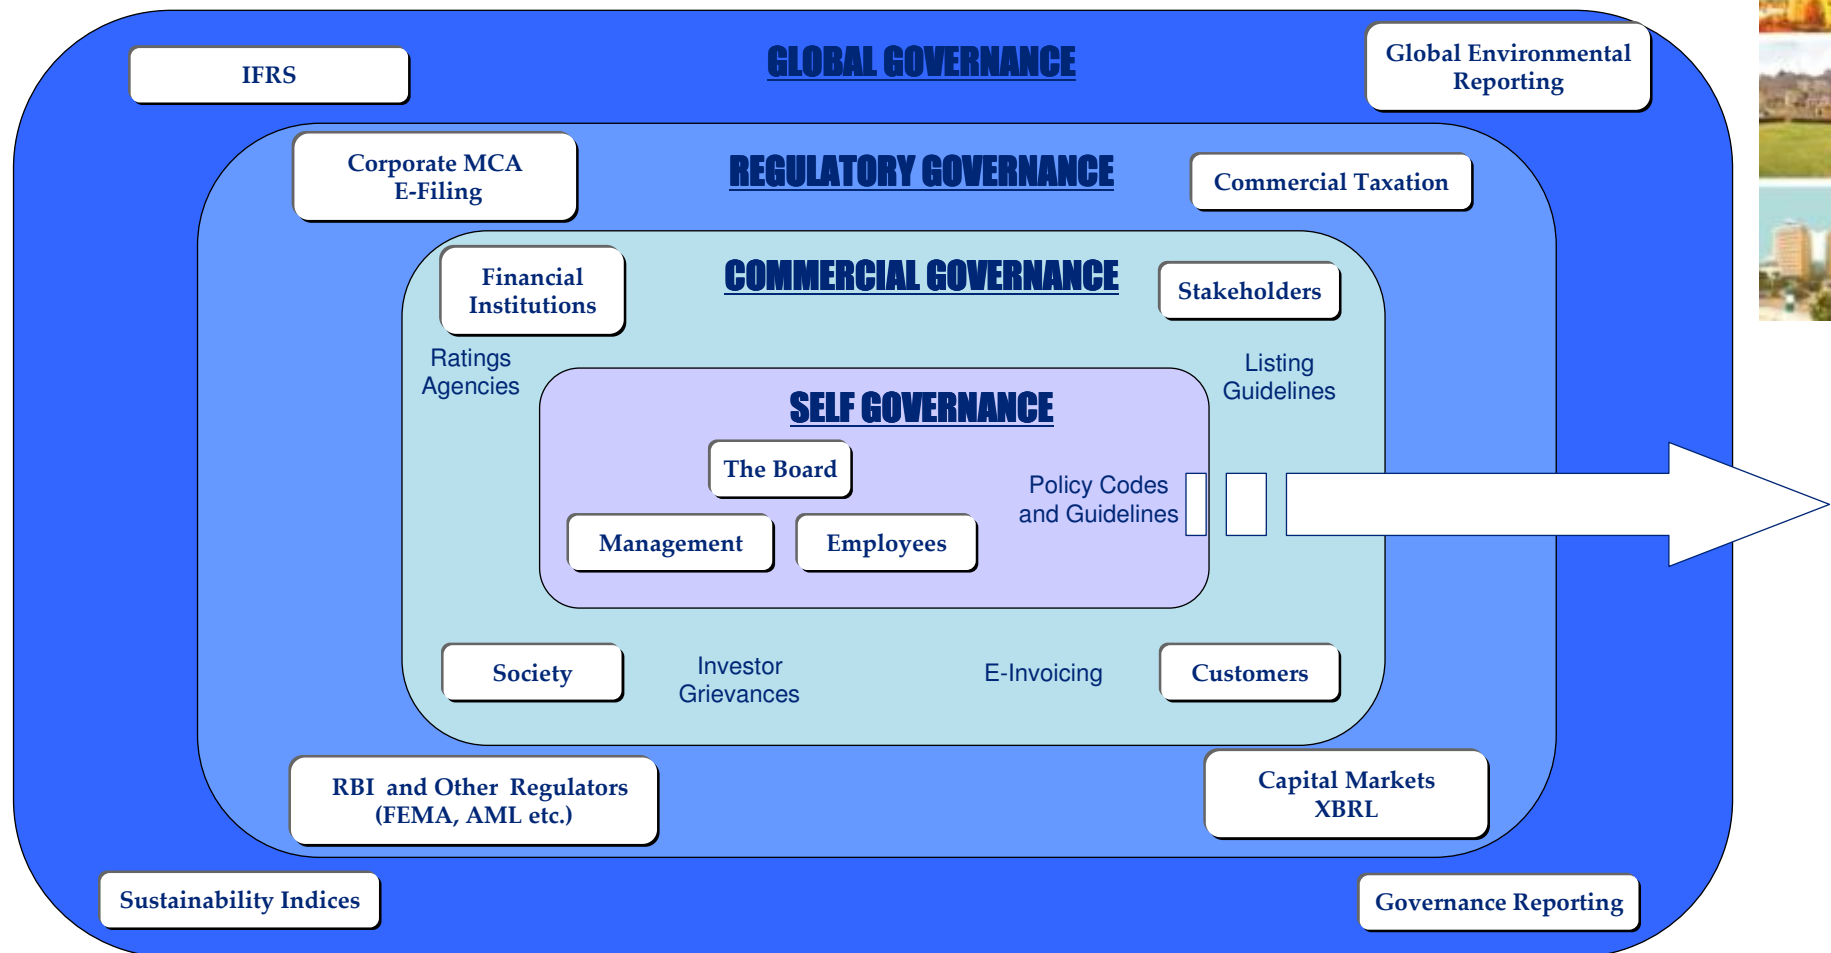 GLOBAL GOVERNANCE
IFRS
Global Environmental
Reporting
REGULATORY GOVERNANCE
Corporate MCA
E-Filing
Commercial Taxation
COMMERCIAL GOVERNANCE
Financial
Institutions
Stakeholders
Ratings
Agencies
Listing
Guidelines
SELF GOVERNANCE
The Board
Policy Codes
and Guidelines
Management
Employees
Society
Investor
Grievances
E-Invoicing
Customers
RBI and Other Regulators
(FEMA, AML etc.)
Capital Markets
XBRL
Sustainability Indices
Governance Reporting